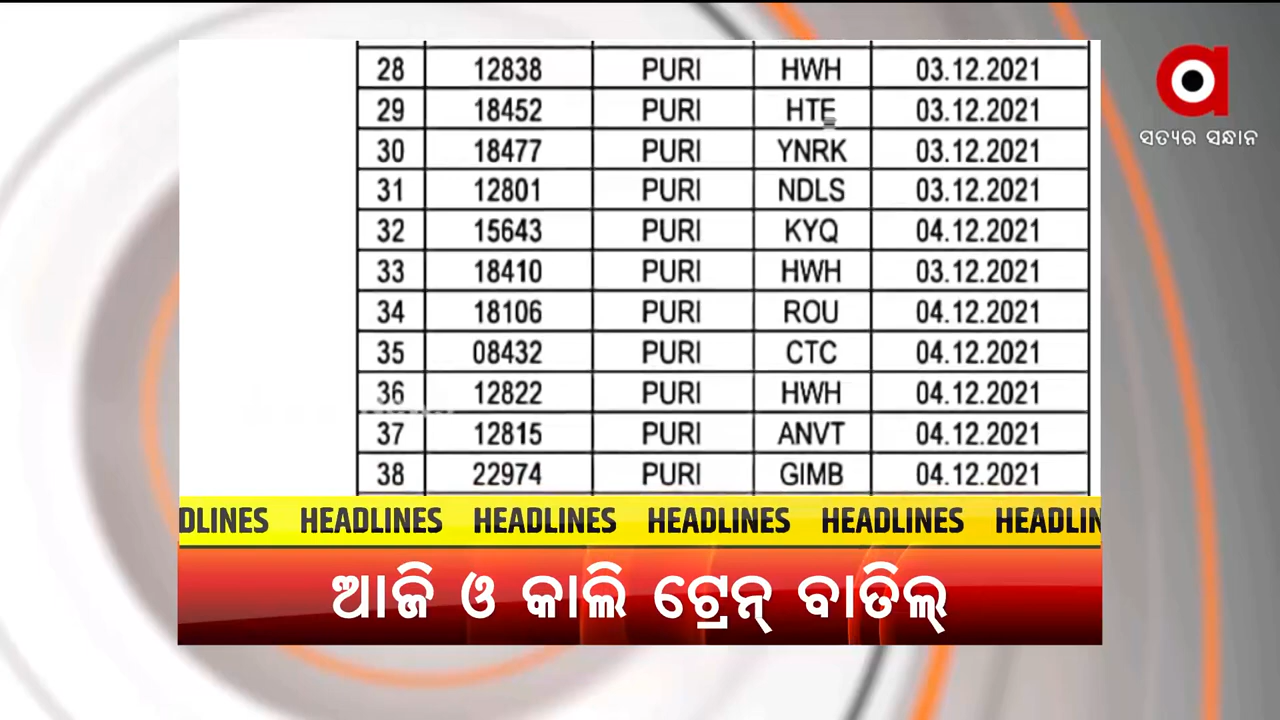 28 12838 PURI HWH 03.12.2021
29 18452 PURI HTE 03.12.2021
30 18477 PURI YNRK 03.12.2021
31 12801 PURI NDLS 03.12.2021
32 15643 PURI KYQ 04.12.2021
33 18410 PURI HWH 03.12.2021
34 18106 PURI ROU 04.12.2021
35 08432 PURI CTC 04.12.2021
36 12822 PURI HWH 04.12.2021
37 12815 PURI ANVT 04.12.2021
38 22974 PURI GIMB 04.12.2021
ସତ୍ୟର ସନ୍ଧାନ
DLINES HEADLINES HEADLINES HEADLINES HEADLINES HEADLIN
ଆଜି ଓ କାଲି ଟ୍ରେନ୍ ବାତିଲ୍